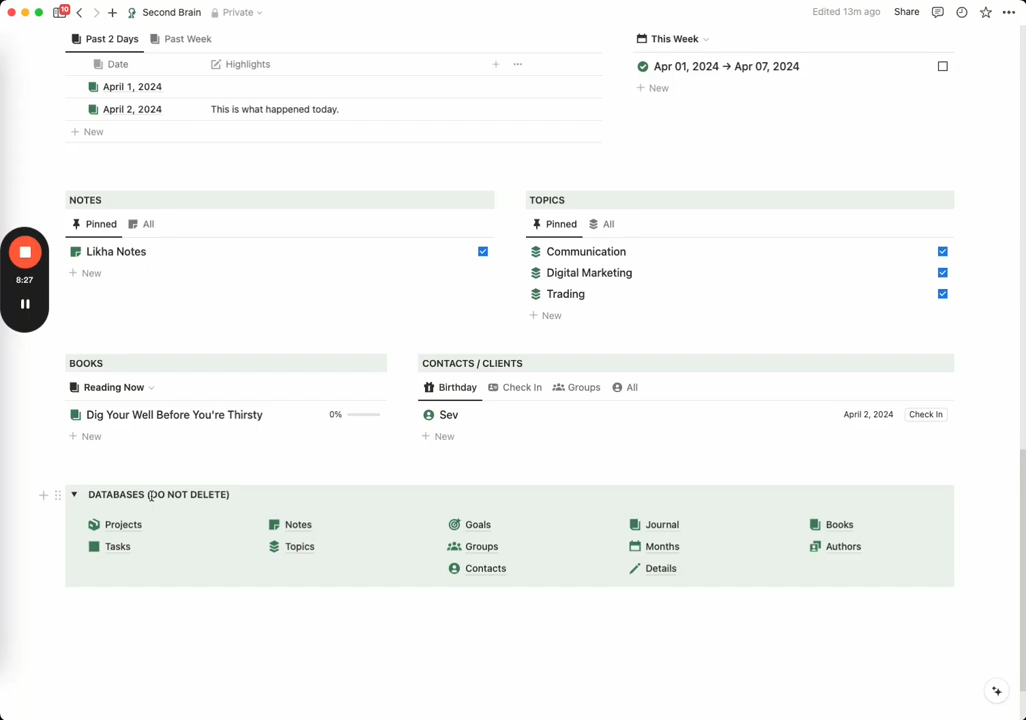 10
Second Brain
Private
Edited 13m ago
Share
Past 2 Days
Past Week
Date
Highlights
April 1, 2024
April 2, 2024
This is what happened today.
New
This Week
Apr 01, 2024 → Apr 07, 2024
New
8:27
NOTES
Pinned
All
Likha Notes
New
TOPICS
Pinned
All
Communication
Digital Marketing
Trading
New
BOOKS
Reading Now
Dig Your Well Before You're Thirsty
0%
New
CONTACTS / CLIENTS
Birthday
Check In
Groups
All
Sev
April 2, 2024
Check In
New
DATABASES (DO NOT DELETE)
Projects
Tasks
Notes
Topics
Goals
Groups
Contacts
Journal
Months
Details
Books
Authors